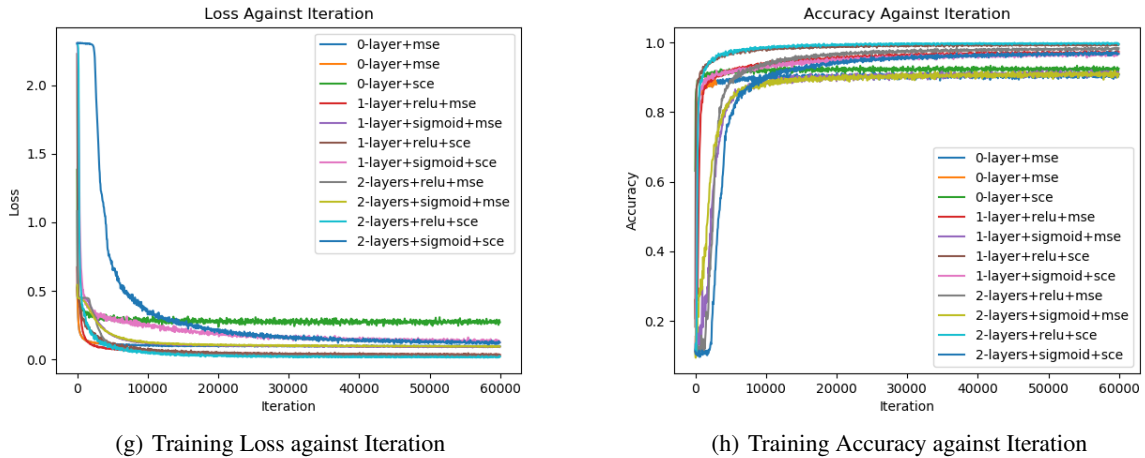 Loss Against Iteration
2.0
1.5
1.0
0.5
0.0
Loss
0
10000
20000
30000
40000
50000
60000
Iteration
0-layer+mse
0-layer+mse
0-layer+sce
1-layer+relu+mse
1-layer+sigmoid+mse
1-layer+relu+sce
1-layer+sigmoid+sce
2-layers+relu+mse
2-layers+sigmoid+mse
2-layers+relu+sce
2-layers+sigmoid+sce
(g) Training Loss against Iteration
Accuracy Against Iteration
1.0
0.8
0.6
0.4
0.2
Accuracy
0
10000
20000
30000
40000
50000
60000
Iteration
0-layer+mse
0-layer+mse
0-layer+sce
1-layer+relu+mse
1-layer+sigmoid+mse
1-layer+relu+sce
1-layer+sigmoid+sce
2-layers+relu+mse
2-layers+sigmoid+mse
2-layers+relu+sce
2-layers+sigmoid+sce
(h) Training Accuracy against Iteration